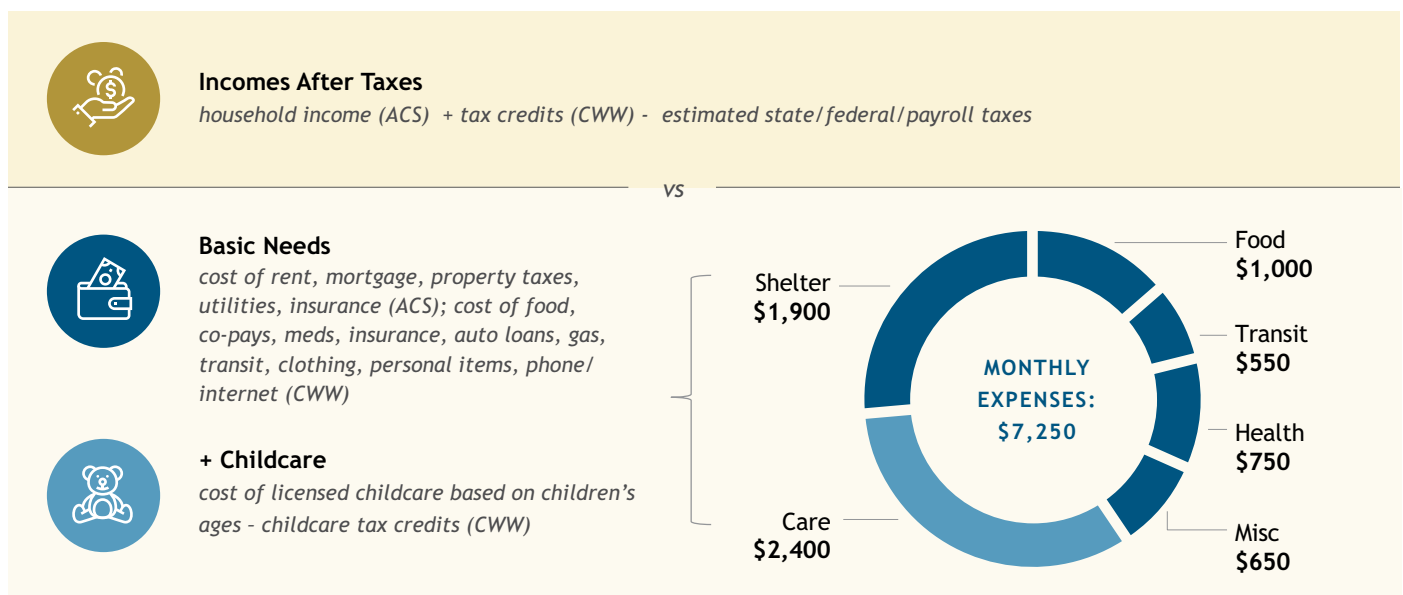 Incomes After Taxes
household income (ACS) + tax credits (CWW) - estimated state/federal/payroll taxes
vs
Basic Needs
cost of rent, mortgage, property taxes,
utilities, insurance (ACS); cost of food,
co-pays, meds, insurance, auto loans, gas,
transit, clothing, personal items, phone/
internet (CWW)
+ Childcare
cost of licensed childcare based on children’s
ages – childcare tax credits (CWW)
Shelter
$1,900
Care
$2,400
MONTHLY
EXPENSES:
$7,250
Food
$1,000
Transit
$550
Health
$750
Misc
$650